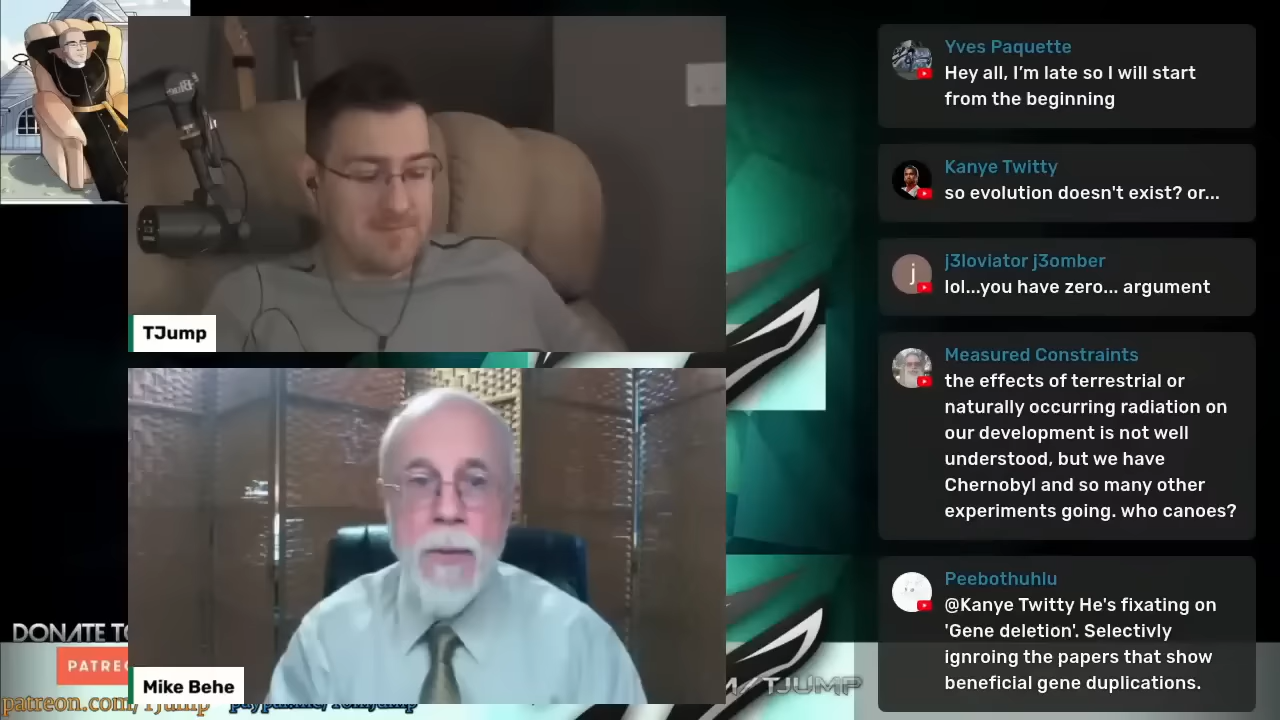 Yves Paquette
Hey all, I’m late so I will start
from the beginning
Kanye Twitty
so evolution doesn't exist? or...
j3loviator j3omber
j
lol...you have zero... argument
TJump
Measured Constraints
the effects of terrestrial or
naturally occurring radiation on
our development is not well
understood, but we have
Chernobyl and so many other
experiments going. who canoes?
Peebothuhlu
@Kanye Twitty He's fixating on
'Gene deletion'. Selectivly
ignroing the papers that show
beneficial gene duplications.
DONATE TO
PATREO
Mike Behe
/TJUMP
patreon.com/TJump